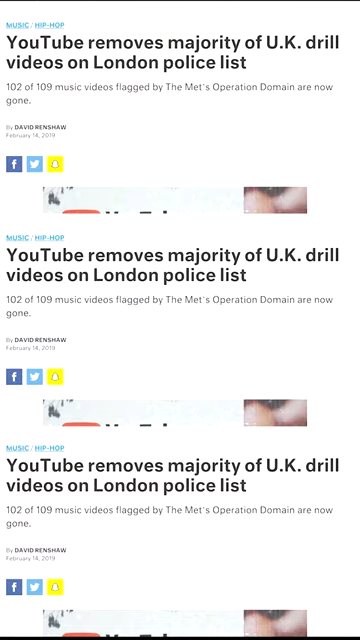 MUSIC / HIP-HOP
YouTube removes majority of U.K. drill
videos on London police list
102 of 109 music videos flagged by The Met's Operation Domain are now
gone.
By DAVID RENSHAW
February 14, 2019
MUSIC / HIP-HOP
YouTube removes majority of U.K. drill
videos on London police list
102 of 109 music videos flagged by The Met's Operation Domain are now
gone.
By DAVID RENSHAW
February 14, 2019
MUSIC / HIP-HOP
YouTube removes majority of U.K. drill
videos on London police list
102 of 109 music videos flagged by The Met's Operation Domain are now
gone.
By DAVID RENSHAW
February 14, 2019